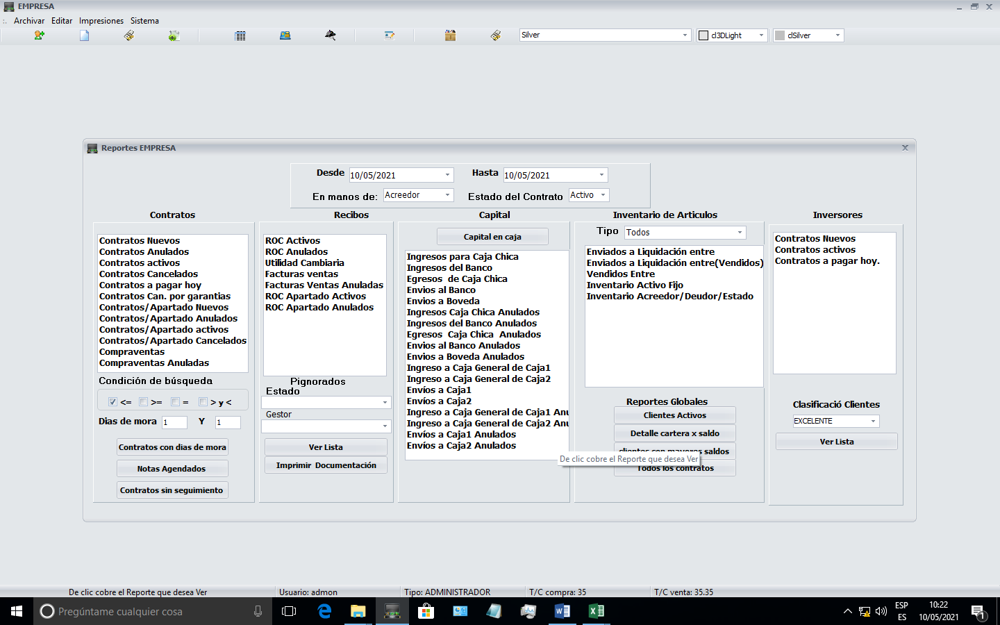 EMPRESA
Archivar Editar Impresiones Sistema
Silver
cl3DLight
clSilver
Reportes EMPRESA
Desde 10/05/2021 Hasta 10/05/2021
En manos de: Acreedor Estado del Contrato Activo
Contratos
Contratos Nuevos
Contratos Anulados
Contratos activos
Contratos Cancelados
Contratos a pagar hoy
Contratos Can. por garantias
Contratos/Apartado Nuevos
Contratos/Apartado Anulados
Contratos/Apartado activos
Contratos/Apartado Cancelados
Compraventas
Compraventas Anuladas
Condición de búsqueda
<= >= = > y <
Dias de mora 1 Y 1
Contratos con dias de mora
Notas Agendados
Contratos sin seguimiento
Recibos
ROC Activos
ROC Anulados
Utilidad Cambiaria
Facturas ventas
Facturas Ventas Anuladas
ROC Apartado Activos
ROC Apartado Anulados
Pignorados
Estado
Gestor
Ver Lista
Imprimir Documentación
Capital
Capital en caja
Ingresos para Caja Chica
Ingresos del Banco
Egresos de Caja Chica
Envios al Banco
Envios a Boveda
Ingresos Caja Chica Anulados
Ingresos del Banco Anulados
Egresos Caja Chica Anulados
Envios al Banco Anulados
Envios a Boveda Anulados
Ingreso a Caja General de Caja1
Ingreso a Caja General de Caja2
Envíos a Caja1
Envíos a Caja2
Ingreso a Caja General de Caja1 Anu
Ingreso a Caja General de Caja2 Anu
Envíos a Caja1 Anulados
Envíos a Caja2 Anulados
Inventario de Articulos
Tipo Todos
Enviados a Liquidación entre
Enviados a Liquidación entre(Vendidos)
Vendidos Entre
Inventario Activo Fijo
Inventario Acreedor/Deudor/Estado
Reportes Globales
Clientes Activos
Detalle cartera x saldo
clientes con mayores saldos
De clic cobre el Reporte que desea Ver
Todos los contratos
Inversores
Contratos Nuevos
Contratos activos
Contratos a pagar hoy.
Clasificació Clientes
EXCELENTE
Ver Lista
De clic cobre el Reporte que desea Ver Usuario: admon Tipo: ADMINISTRADOR T/C compra: 35 T/C venta: 35.35
Pregúntame cualquier cosa
ESP
ES
10:22
10/05/2021
1